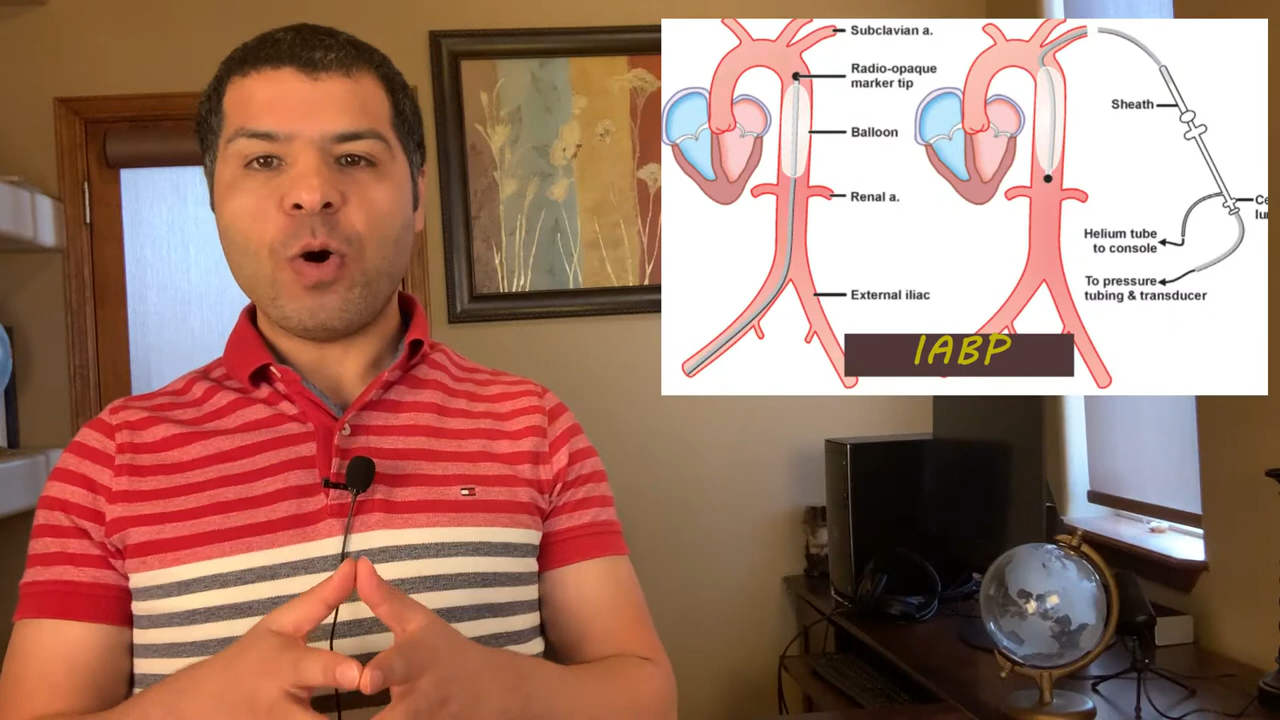 Subclavian a.
Radio-opaque
marker tip
Balloon
Renal a.
External iliac
Sheath
Helium tube
to console
To pressure
tubing & transducer
IABP